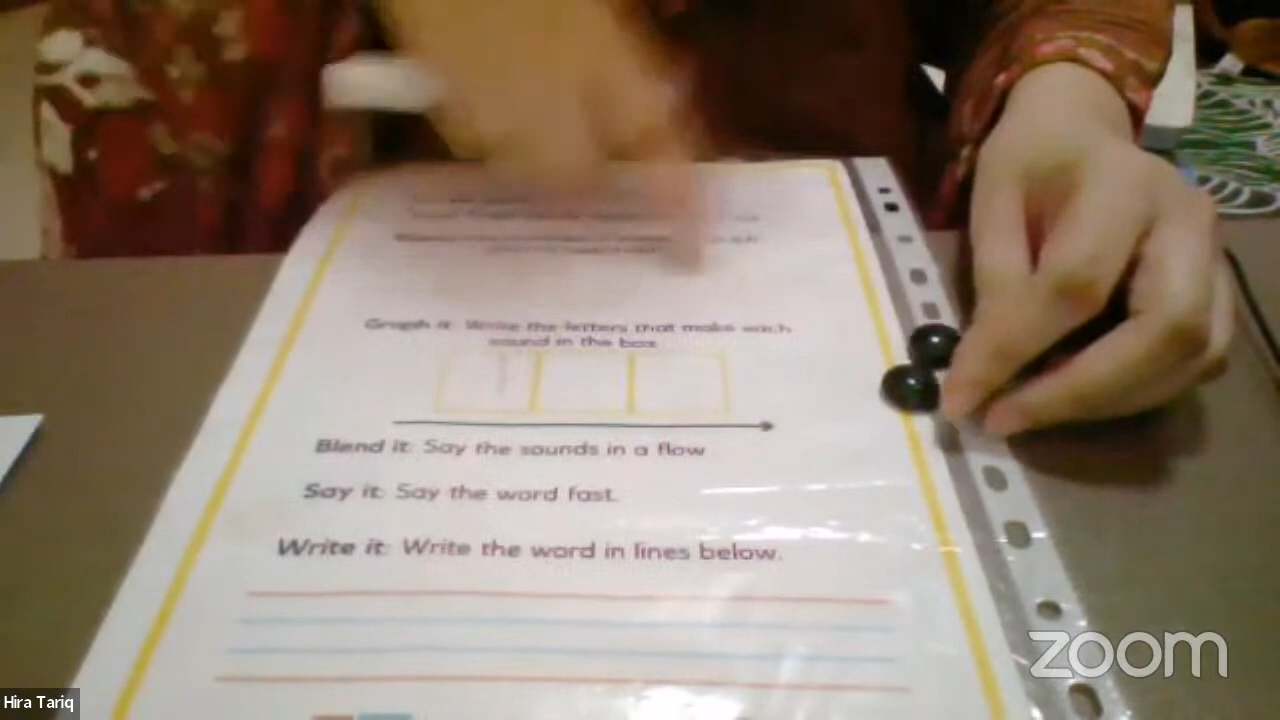 Graph it: Write the letters that make each
sound in the box.
Blend it: Say the sounds in a flow
Say it: Say the word fast.
Write it: Write the word in lines below.
zoom
Hira Tariq